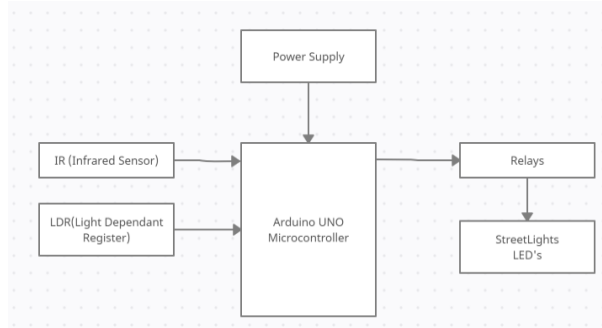 Power Supply
IR (Infrared Sensor)
Relays
LDR(Light Dependant
Register)
Arduino UNO
Microcontroller
StreetLights
LED's